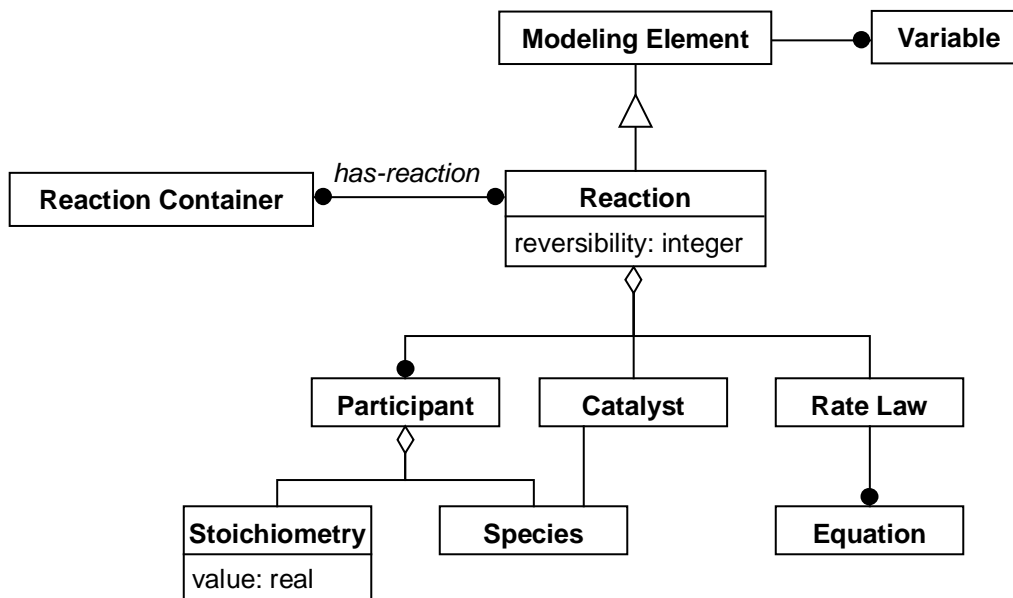 Modeling Element
Variable
has-reaction
Reaction Container
Reaction
reversibility: integer
Participant
Catalyst
Rate Law
Stoichiometry
Species
Equation
value: real